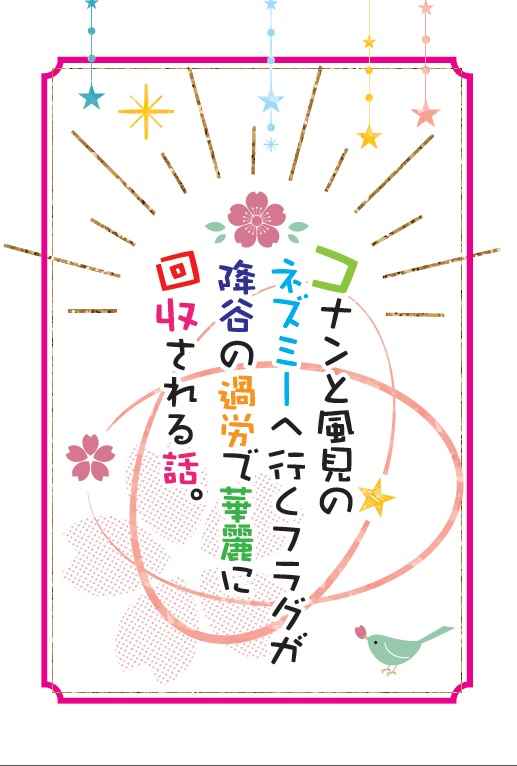 コナンと風見の
ネズミーへ行くフラグが
降谷の過労で華麗に
回収される話。